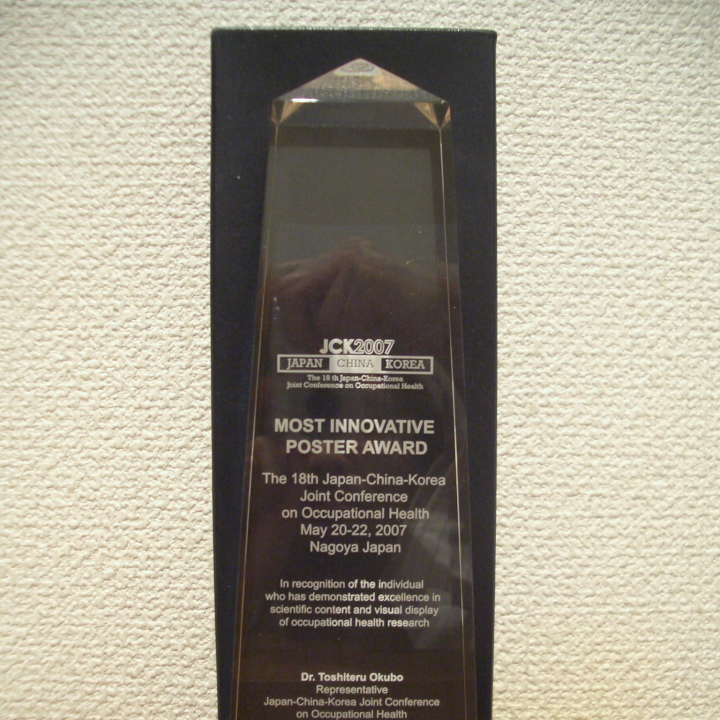 JCK2007
JAPAN CHINA KOREA
The 18 th Japan-China-Korea
Joint Conference on Occupational Health
MOST INNOVATIVE
POSTER AWARD
The 18th Japan-China-Korea
Joint Conference
on Occupational Health
May 20-22, 2007
Nagoya Japan
In recognition of the individual
who has demonstrated excellence in
scientific content and visual display
of occupational health research
Dr. Toshiteru Okubo
Representative
Japan-China-Korea Joint Conference
on Occupational Health